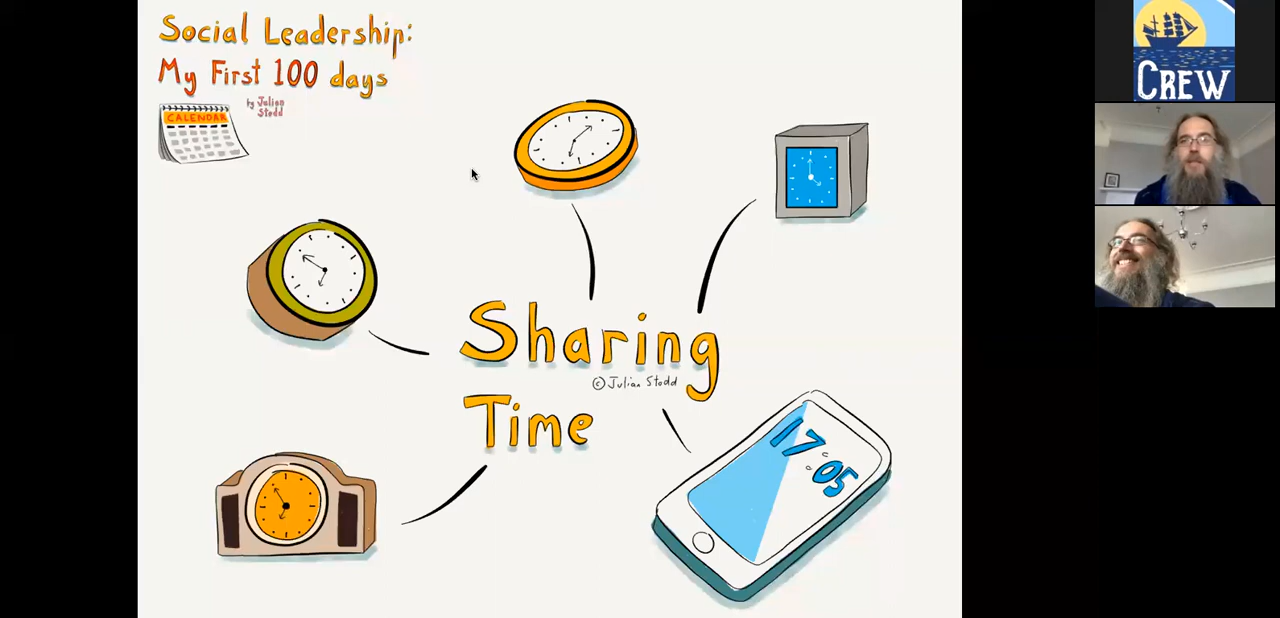 Social Leadership:
My First 100 days
by Julian
Stodd
CALENDAR
Sharing
© Julian Stodd
Time
17:05
CREW